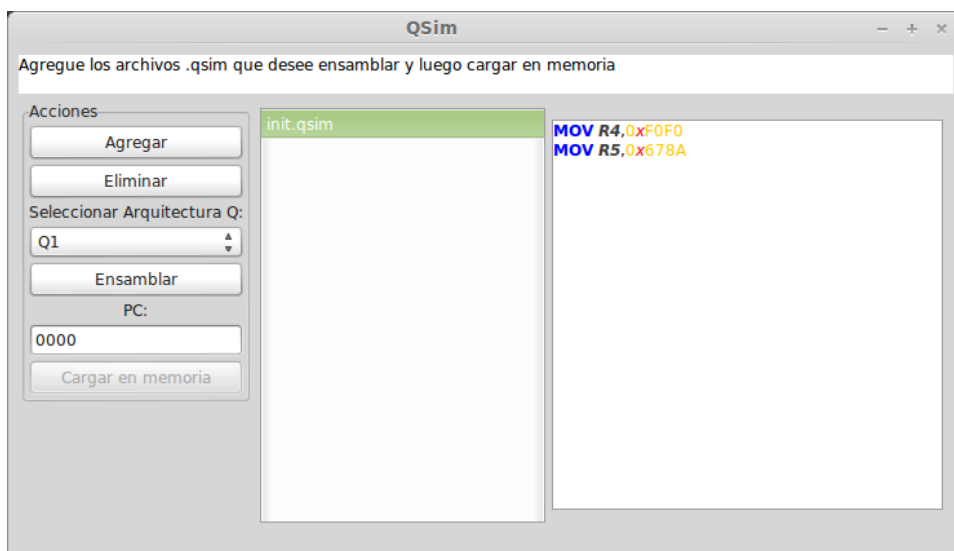 QSim
Agregue los archivos .qsim que desee ensamblar y luego cargar en memoria
Acciones
Agregar
Eliminar
Seleccionar Arquitectura Q:
Q1
Ensamblar
PC:
0000
Cargar en memoria
init.qsim
MOV R4,0xF0F0
MOV R5,0x678A